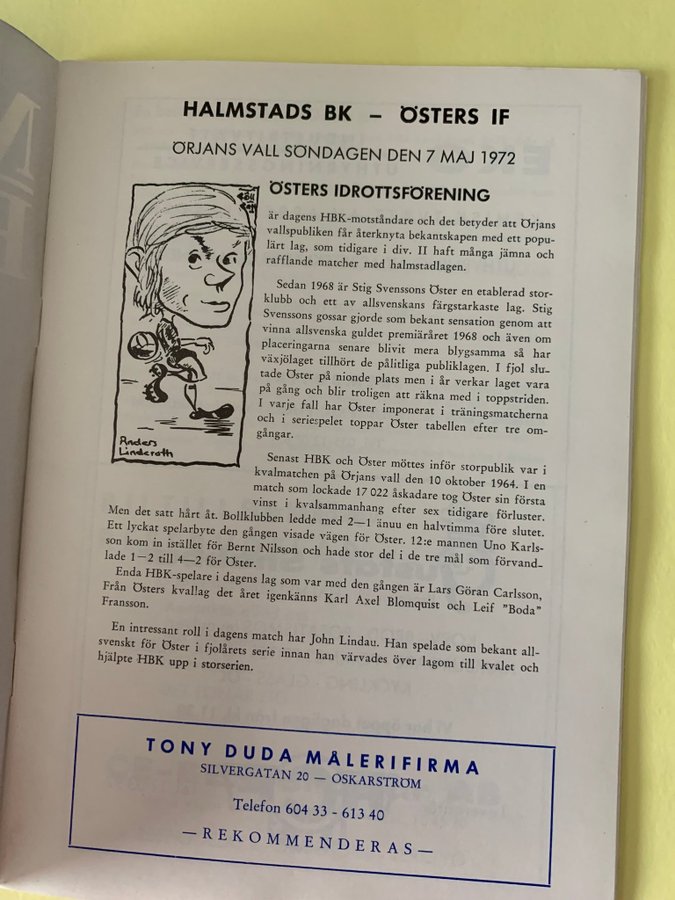 HALMSTADS BK – ÖSTERS IF
ÖRJANS VALL SÖNDAGEN DEN 7 MAJ 1972
ÖSTERS IDROTTSFÖRENING
är dagens HBK-motståndare och det betyder att Örjans
vallspubliken får återknyta bekantskapen med ett popu-
lärt lag, som tidigare i div. II haft många jämna och
rafflande matcher med halmstadlagen.
Sedan 1968 är Stig Svenssons Öster en etablerad stor-
klubb och ett av allsvenskans färgstarkaste lag. Stig
Svenssons gossar gjorde som bekant sensation genom att
vinna allsvenska guldet premiäråret 1968 och även om
placeringarna senare blivit mera blygsamma så har
växjölaget tillhört de pålitliga publiklagen. I fjol slu-
tade Öster på nionde plats men i år verkar laget vara
på gång och blir troligen att räkna med i toppstriden.
I varje fall har Öster imponerat i träningsmatcherna
och i seriespelet toppar Öster tabellen efter tre om-
gångar.
Anders
Linderoth
Senast HBK och Öster möttes inför storpublik var i
kvalmatchen på Örjans vall den 10 oktober 1964. I en
match som lockade 17 022 åskadare tog Öster sin första
vinst i kvalsammanhang efter sex tidigare förluster.
Men det satt hårt åt. Bollklubben ledde med 2—1 änuu en halvtimma före slutet.
Ett lyckat spelarbyte den gången visade vägen för Öster. 12:e mannen Uno Karls-
son kom in istället för Bernt Nilsson och hade stor del i de tre mål som förvand-
lade 1—2 till 4—2 för Öster.
Enda HBK-spelare i dagens lag som var med den gången är Lars Göran Carlsson,
Från Östers kvallag det året igenkänns Karl Axel Blomquist och Leif "Boda"
Fransson.
En intressant roll i dagens match har John Lindau. Han spelade som bekant all-
svenskt för Öster i fjolårets serie innan han värvades över lagom till kvalet och
hjälpte HBK upp i storserien.
TONY DUDA MÅLERIFIRMA
SILVERGATAN 20 — OSKARSTRÖM
Telefon 604 33 - 613 40
—REKOMMENDERAS—